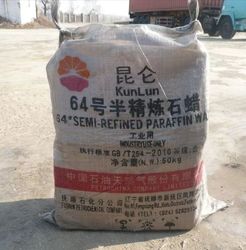 昆仑
KunLun
64号半精炼石蜡
64# SEMI-REFINED PARAFFIN WAX
工业用
INDUSTRY USE ONLY
执行标准 GB/T254-2010
净含量(N.W.) 50kg
中国石油天然气股份有限公司
PETROCHINA COMPANY LIMITED